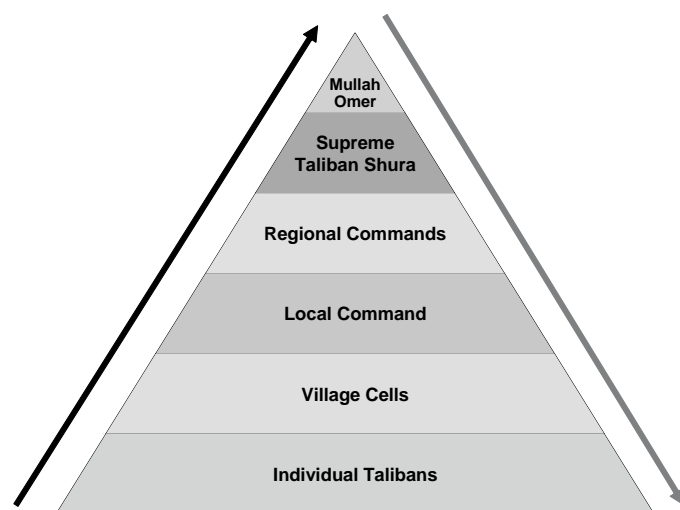 Mullah
Omer
Supreme
Taliban Shura
Regional Commands
Local Command
Village Cells
Individual Talibans